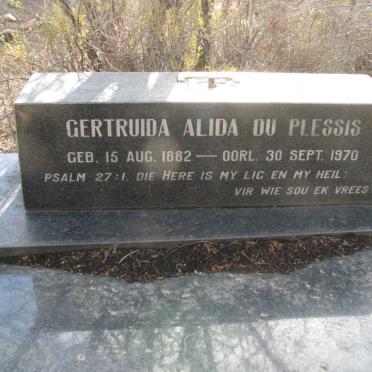 GERTRUIDA ALIDA DU PLESSIS
GEB. 15 AUG. 1882 — OORL. 30 SEPT. 1970
PSALM 27:1. DIE HERE IS MY LIG EN MY HEIL:
VIR WIE SOU EK VREES